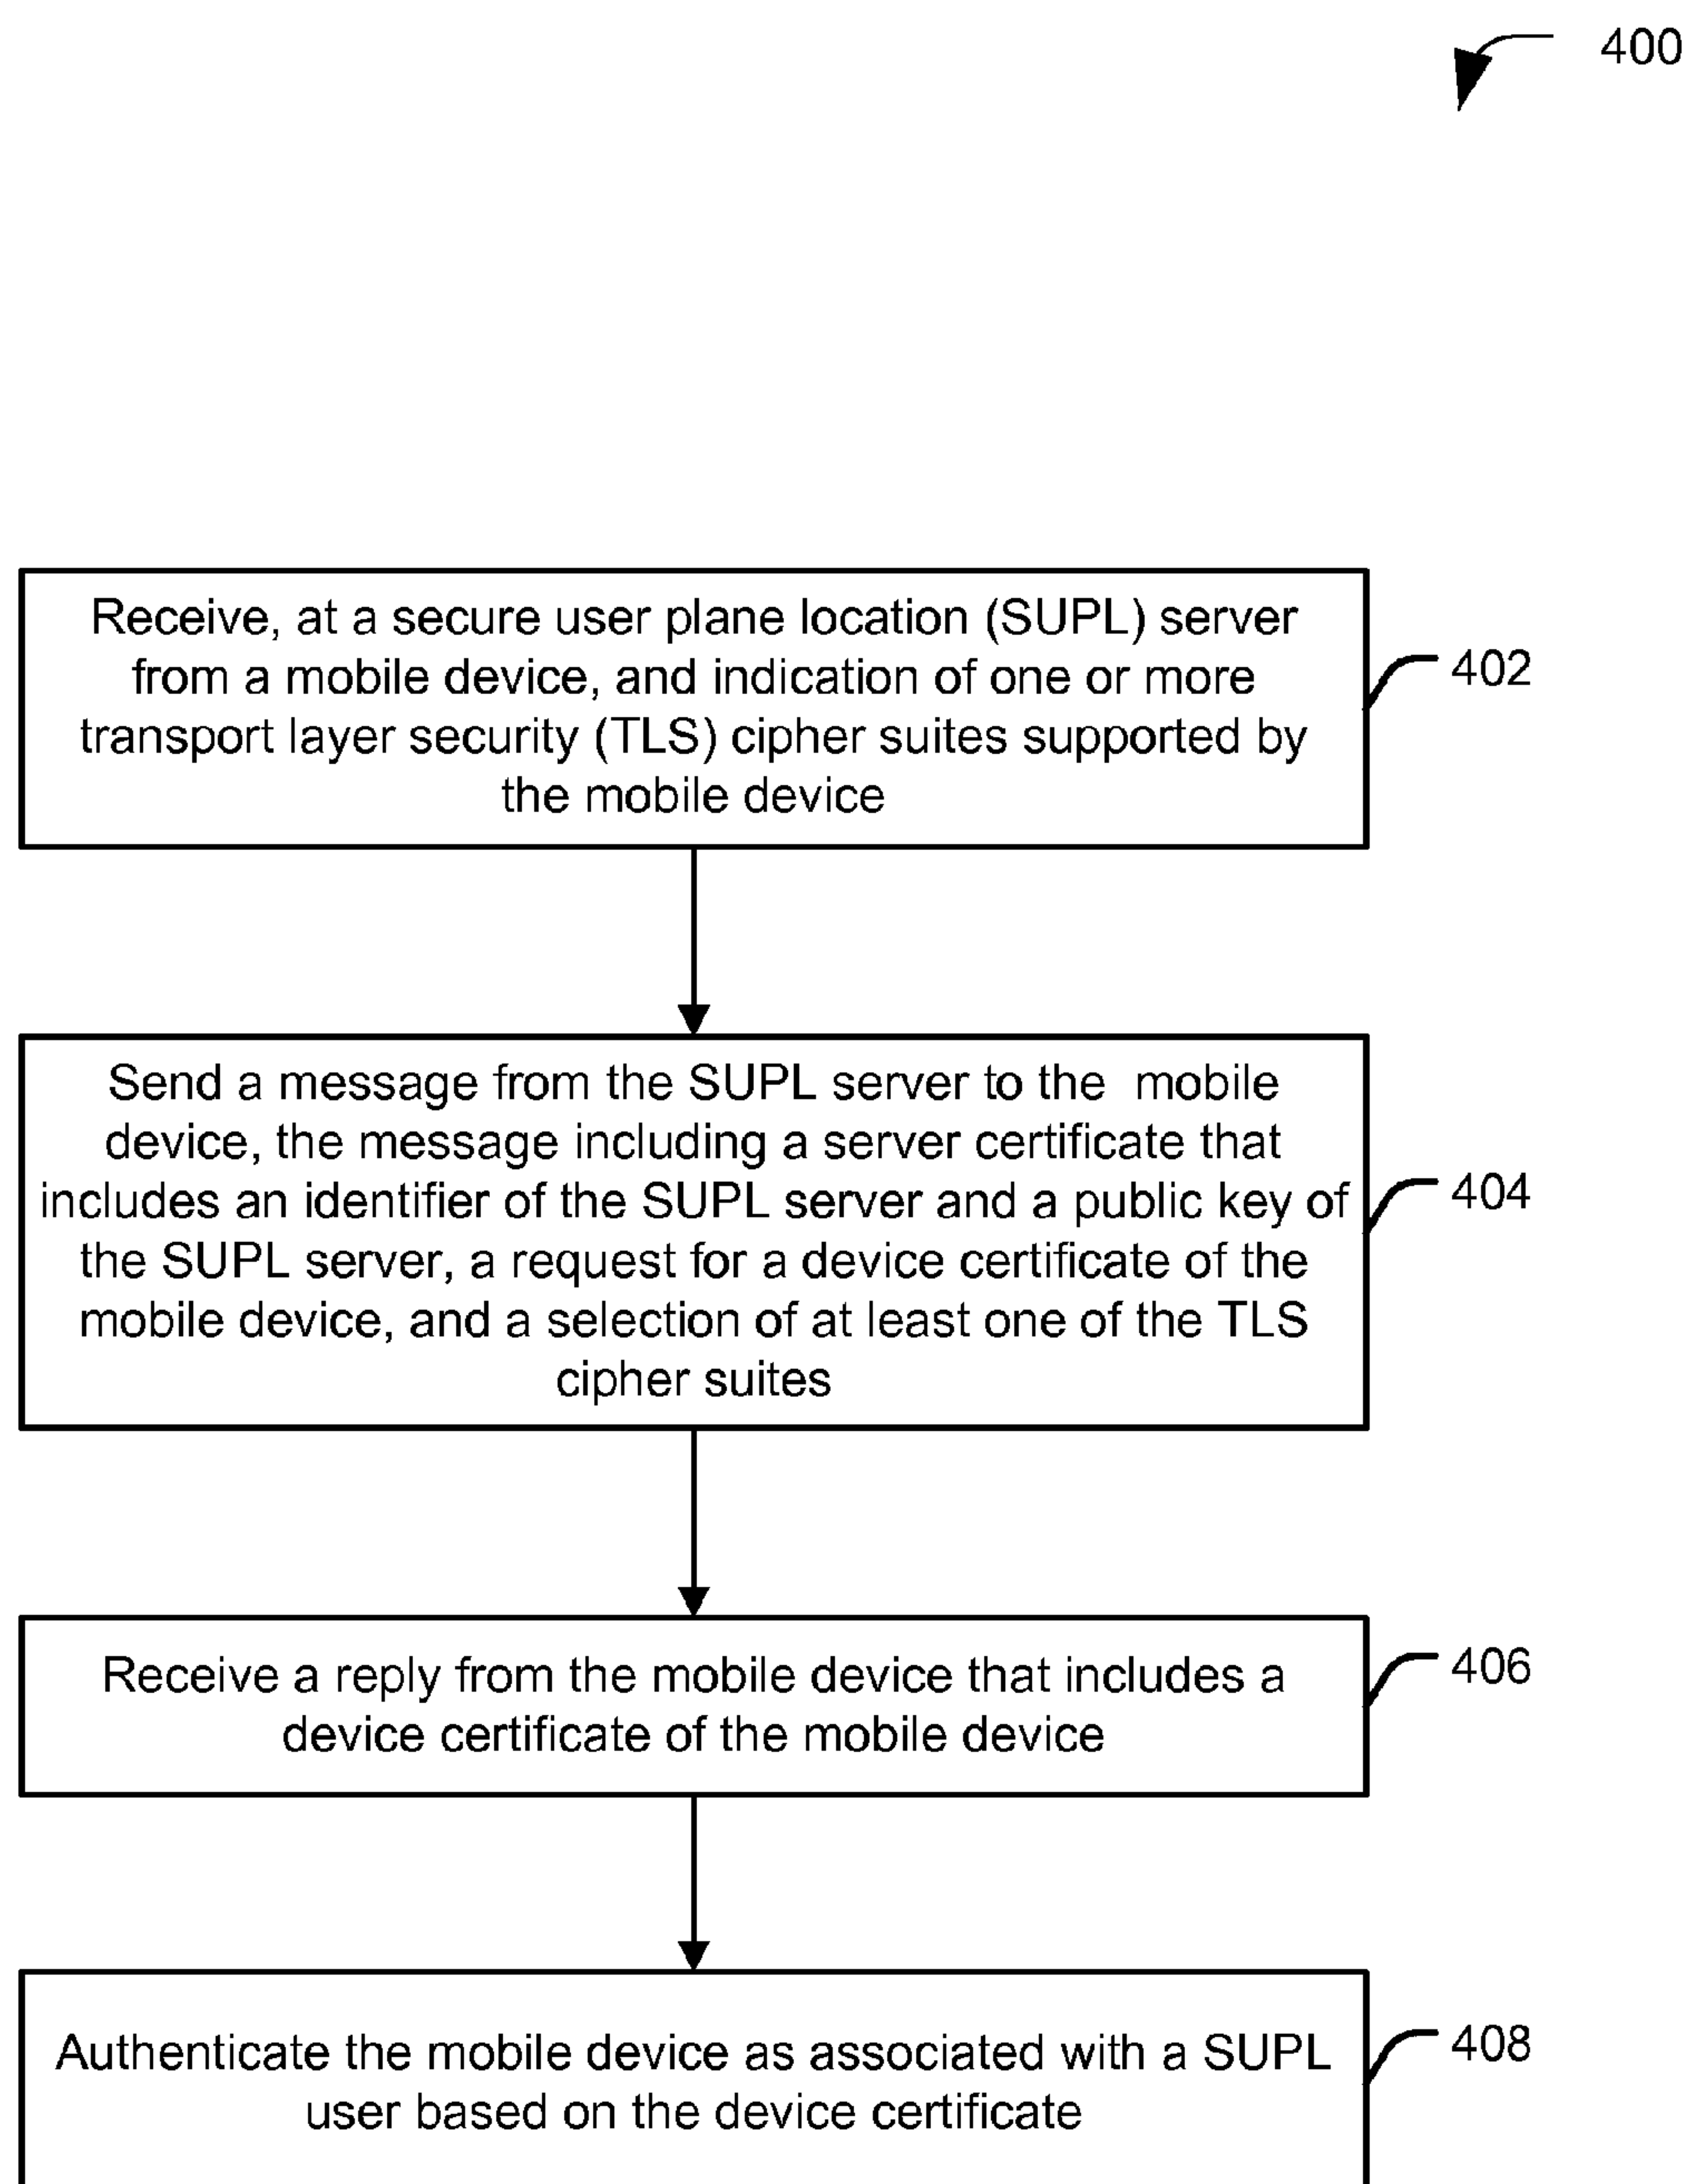 400
Receive, at a secure user plane location (SUPL) server
from a mobile device, and indication of one or more
transport layer security (TLS) cipher suites supported by
the mobile device
402
Send a message from the SUPL server to the mobile
device, the message including a server certificate that
includes an identifier of the SUPL server and a public key of
the SUPL server, a request for a device certificate of the
mobile device, and a selection of at least one of the TLS
cipher suites
404
Receive a reply from the mobile device that includes a
device certificate of the mobile device
406
Authenticate the mobile device as associated with a SUPL
user based on the device certificate
408